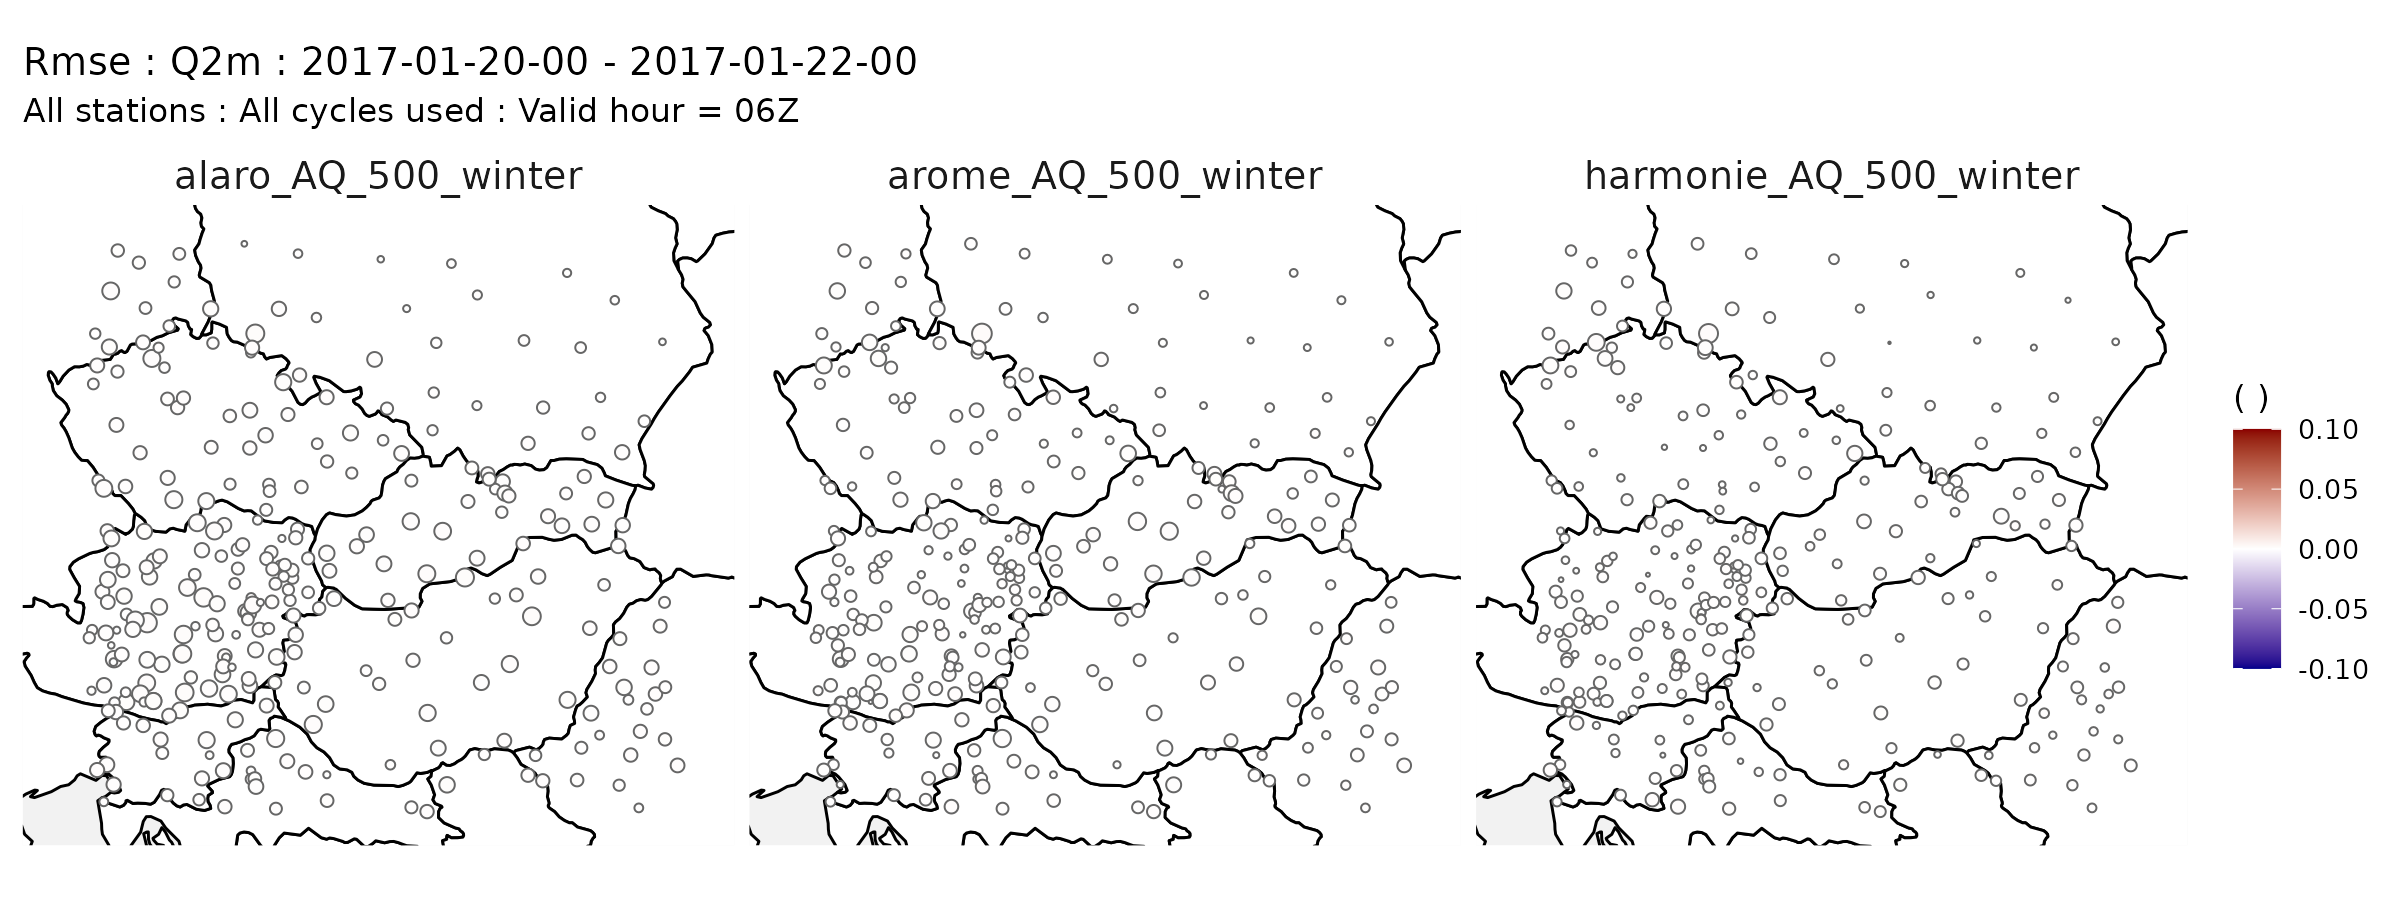 Rmse : Q2m : 2017-01-20-00 - 2017-01-22-00
All stations : All cycles used : Valid hour = 06Z
alaro_AQ_500_winter
arome_AQ_500_winter
harmonie_AQ_500_winter
( )
0.10
0.05
0.00
-0.05
-0.10